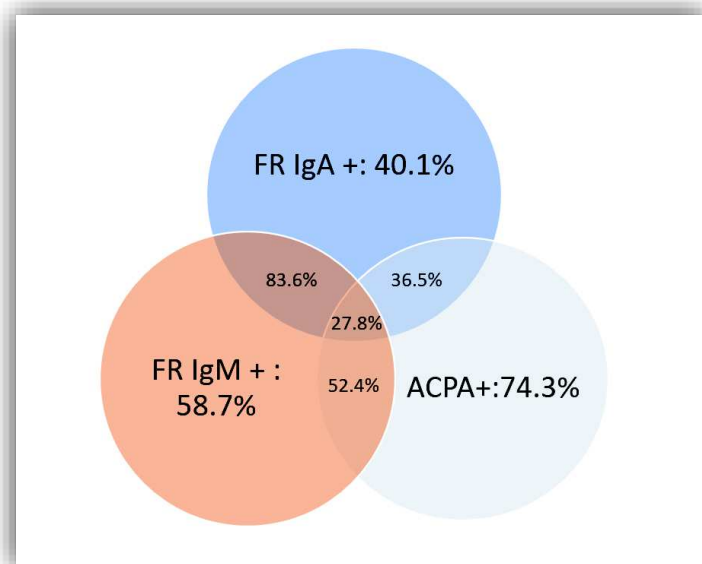 FR IgA +: 40.1%
83.6%
36.5%
27.8%
FR IgM + :
58.7%
52.4%
ACPA+:74.3%